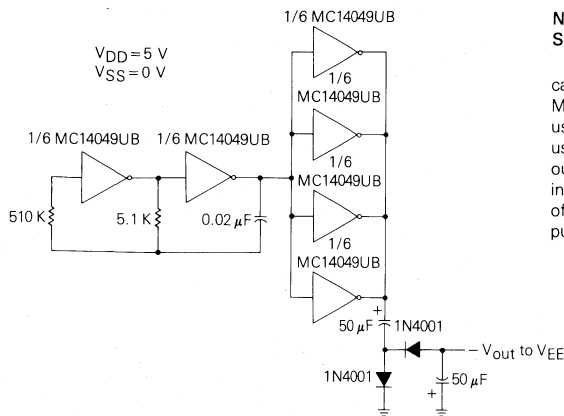 1/6 MC14049UB
VDD=5 V
VSS=0 V
1/6
MC14049UB
1/6 MC14049UB
1/6 MC14049UB
1/6
MC14049UB
510 K
5.1 K
0.02 µF
1/6
MC14049UB
+
50 µF
1N4001
– Vout to VEE
1N4001
+
50 µF
N
S
ca
M
us
us
ou
in
of
pu